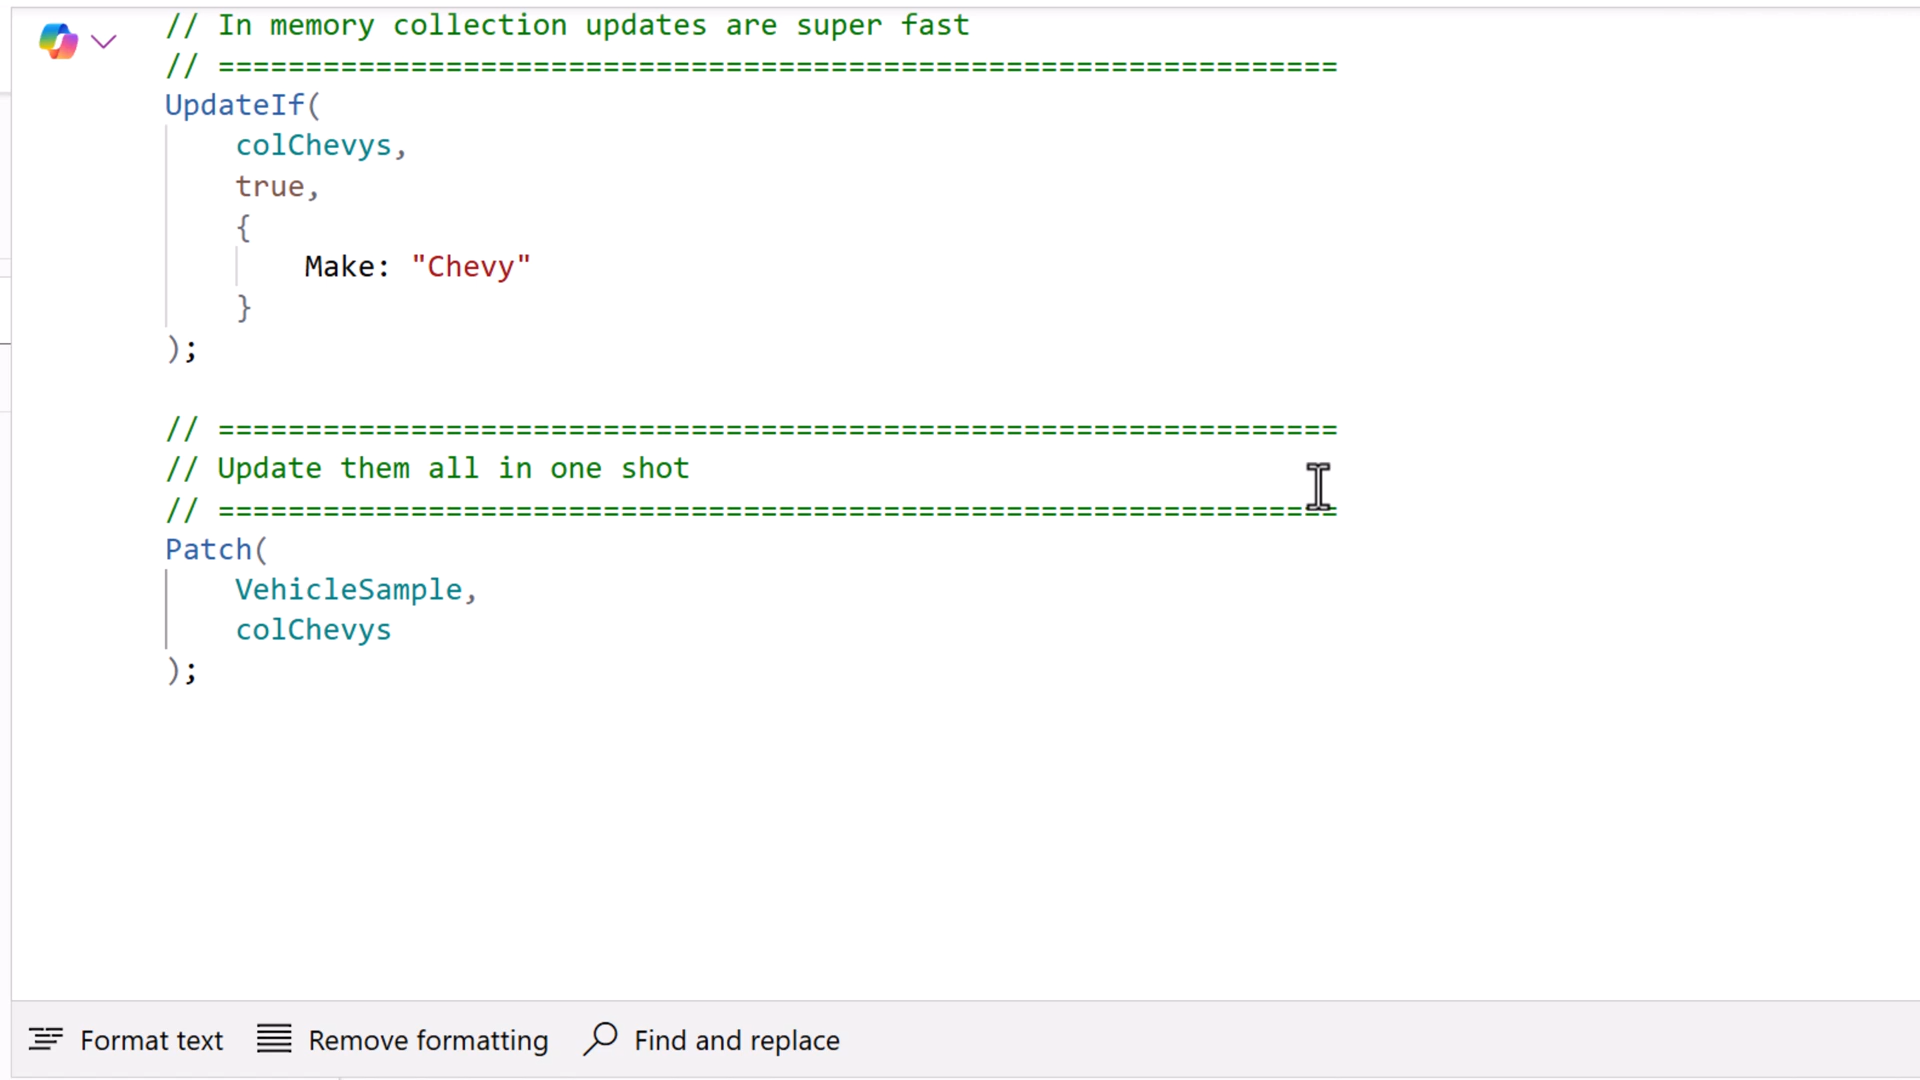 // In memory collection updates are super fast
// ================================================================
UpdateIf(
colChevys,
true,
{
Make: "Chevy"
}
);
// ================================================================
// Update them all in one shot
// ================================================================
Patch(
VehicleSample,
colChevys
);
Format text Remove formatting Find and replace